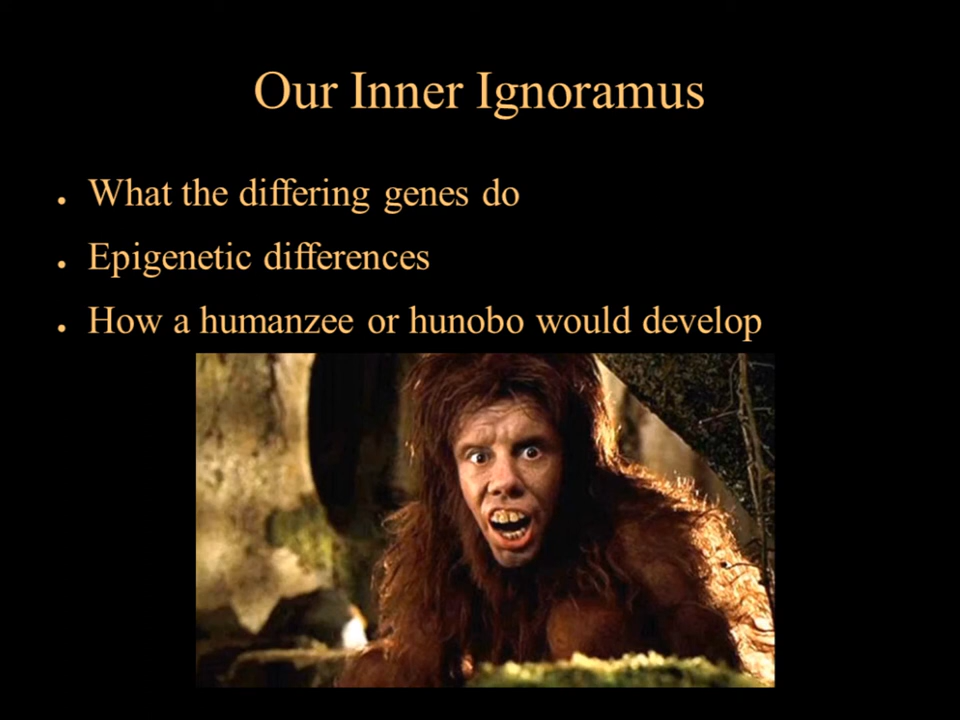 Our Inner Ignoramus
• What the differing genes do
• Epigenetic differences
• How a humanzee or hunobo would develop